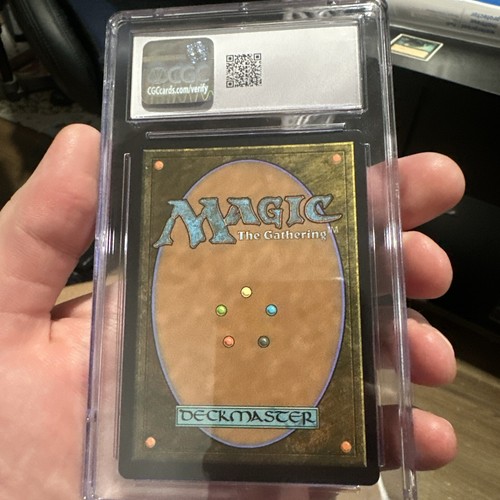 CGC
CGCcards.com/verify
MAGIC
The Gathering
DECKMASTER